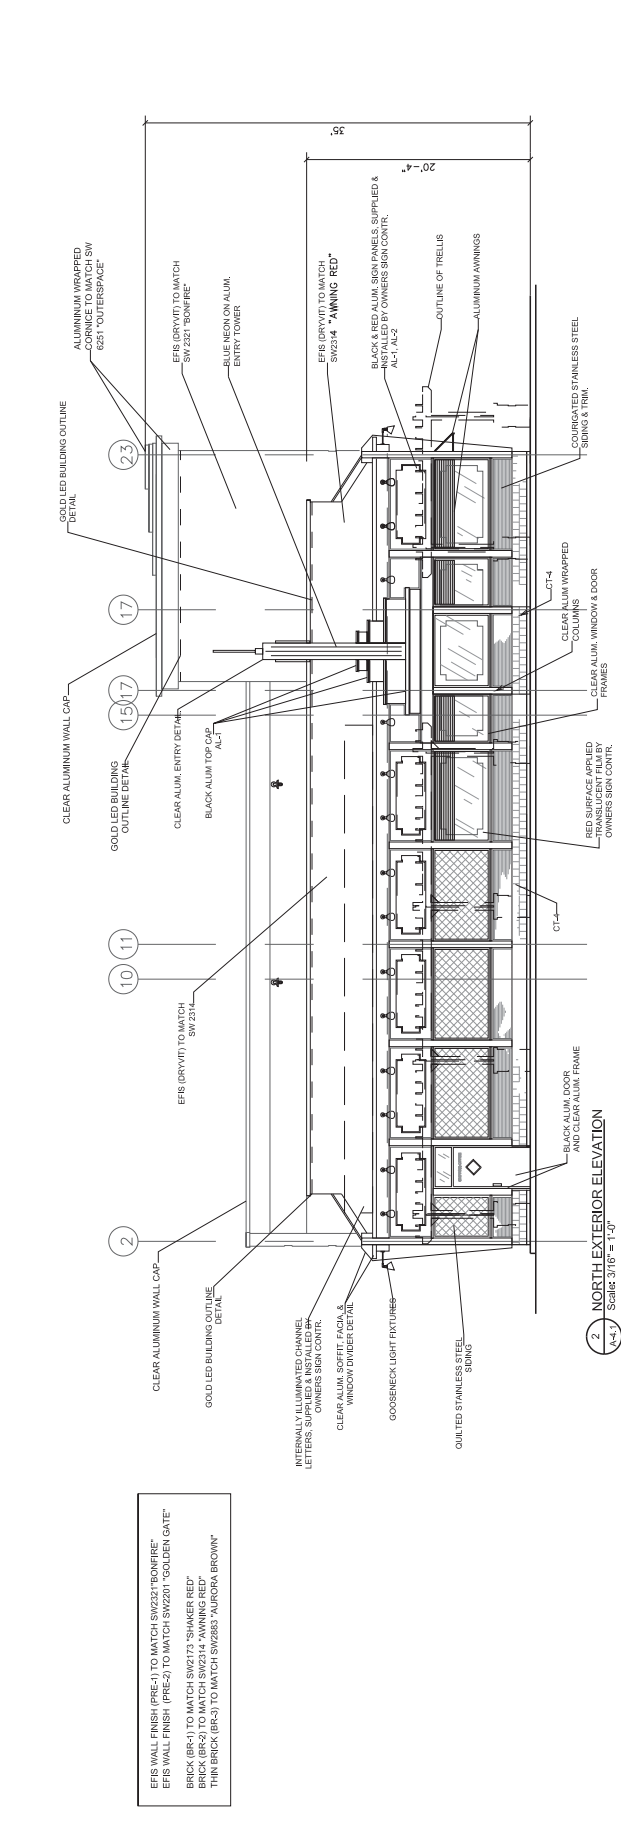 EFIS WALL FINISH (PRE-1) TO MATCH SW2321"BONFIRE"
EFIS WALL FINISH (PRE-2) TO MATCH SW2201 "GOLDEN GATE"
BRICK (BR-1) TO MATCH SW2173 "SHAKER RED"
BRICK (BR-2) TO MATCH SW2314 "AWNING RED"
THIN BRICK (BR-3) TO MATCH SW2883 "AURORA BROWN"
CLEAR ALUMINUM WALL CAP
GOLD LED BUILDING OUTLINE
DETAIL
INTERNALLY ILLUMINATED CHANNEL
LETTERS, SUPPLIED & INSTALLED BY
OWNERS SIGN CONTR.
CLEAR ALUM. SOFFIT, FACIA, &
WINDOW DIVIDER DETAIL
GOOSENECK LIGHT FIXTURES
QUILTED STAINLESS STEEL
SIDING
2
10
11
15
17
17
23
EFIS (DRYVIT) TO MATCH
SW 2314
CLEAR ALUMINUM WALL CAP
GOLD LED BUILDING
OUTLINE DETAIL
CLEAR ALUM. ENTRY DETAIL
BLACK ALUM TOP CAP
AL-1
GOLD LED BUILDING OUTLINE
DETAIL
ALUMNINUM WRAPPED
CORNICE TO MATCH SW
6251 "OUTERSPACE"
EFIS (DRYVIT) TO MATCH
SW 2321 "BONFIRE"
BLUE NEON ON ALUM.
ENTRY TOWER
EFIS (DRYVIT) TO MATCH
SW2314 "AWNING RED"
BLACK & RED ALUM. SIGN PANELS, SUPPLIED &
INSTALLED BY OWNERS SIGN CONTR.
AL-1, AL-2
OUTLINE OF TRELLIS
ALUMINUM AWNINGS
35'
20'-4"
COURIGATED STAINLESS STEEL
SIDING & TRIM.
CT-4
CLEAR ALUM WRAPPED
COLUMNS
CLEAR ALUM. WINDOW & DOOR
FRAMES
RED SURFACE APPLIED
TRANSLUCENT FILM BY
OWNERS SIGN CONTR.
CT-4
BLACK ALUM. DOOR
AND CLEAR ALUM. FRAME
2
A-4.1
NORTH EXTERIOR ELEVATION
Scale: 3/16" = 1'-0"